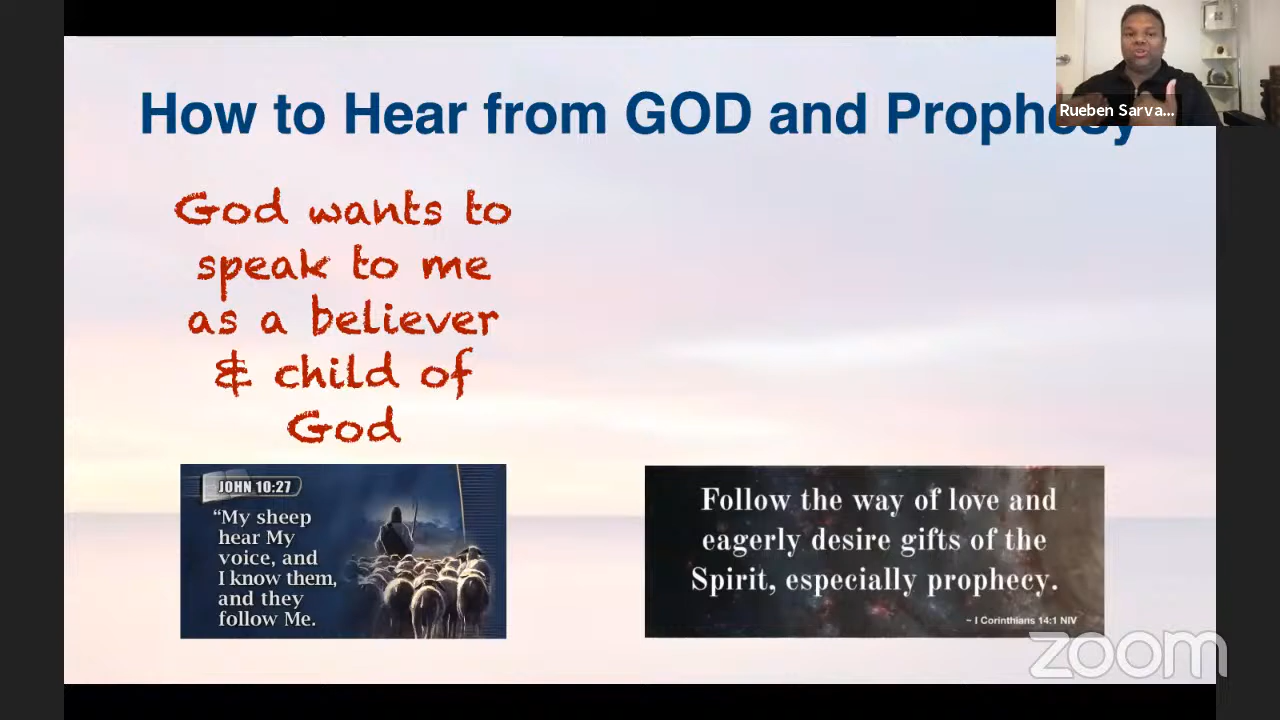 How to Hear from GOD and Prophesy
Rueben Sarva...
God wants to
speak to me
as a believer
& child of
God
JOHN 10:27
“My sheep
hear My
voice, and
I know them,
and they
follow Me.
Follow the way of love and
eagerly desire gifts of the
Spirit, especially prophecy.
~ I Corinthians 14:1 NIV
zoom